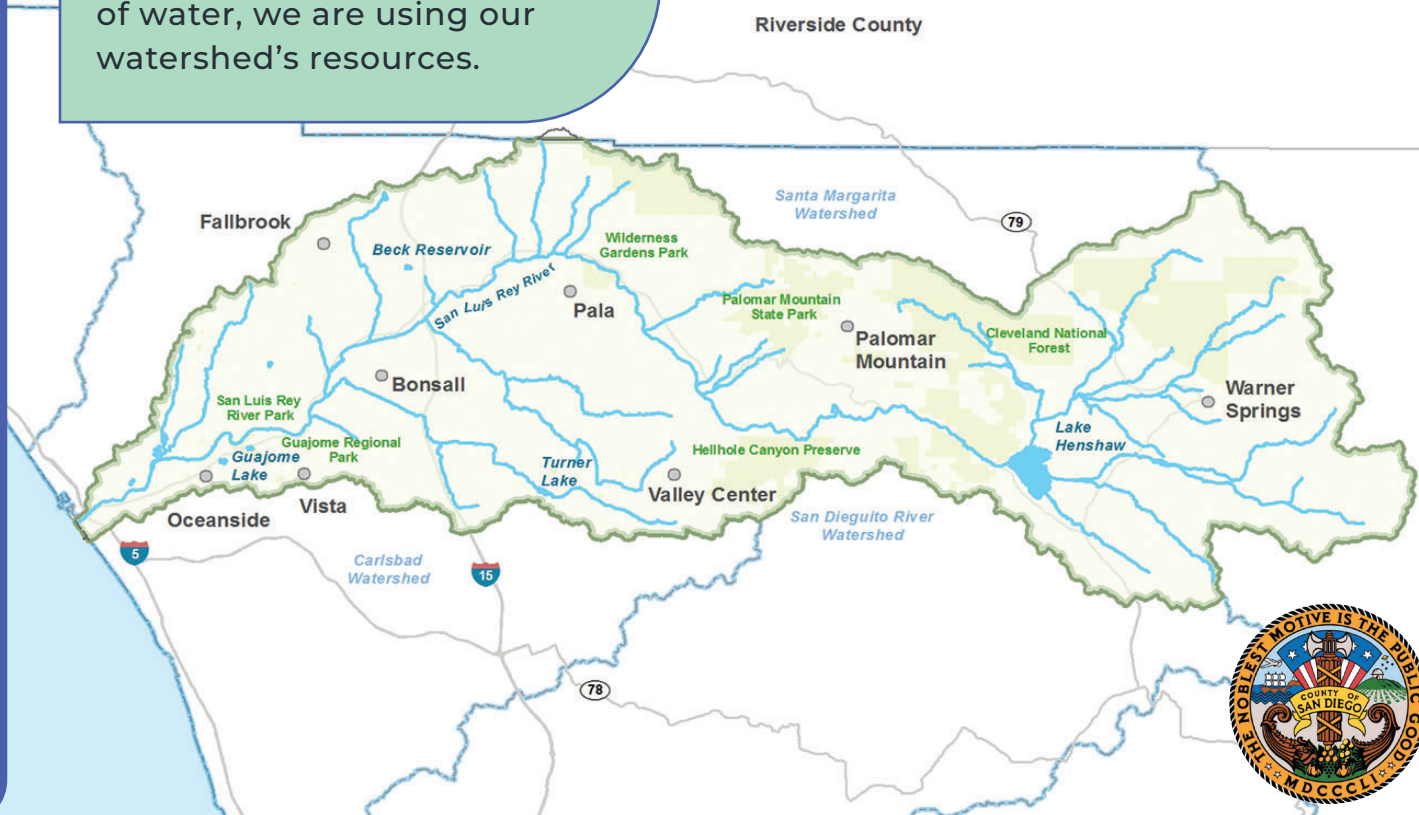 of water, we are using our
watershed's resources.
Riverside County
Santa Margarita
Watershed
79
Fallbrook
Beck Reservoir
Wilderness
Gardens Park
San Luis Rey River
Pala
Palomar Mountain
State Park
Palomar
Mountain
Cleveland National
Forest
Bonsall
Warner
Springs
San Luis Rey
River Park
Guajome Regional
Park
Guajome
Lake
Turner
Lake
Hellhole Canyon Preserve
Lake
Henshaw
Valley Center
Vista
Oceanside
San Dieguito River
Watershed
5
Carlsbad
Watershed
15
78
THE NOBLEST MOTIVE IS THE PUBLIC GOOD
COUNTY OF
SAN DIEGO
MDCCCLI